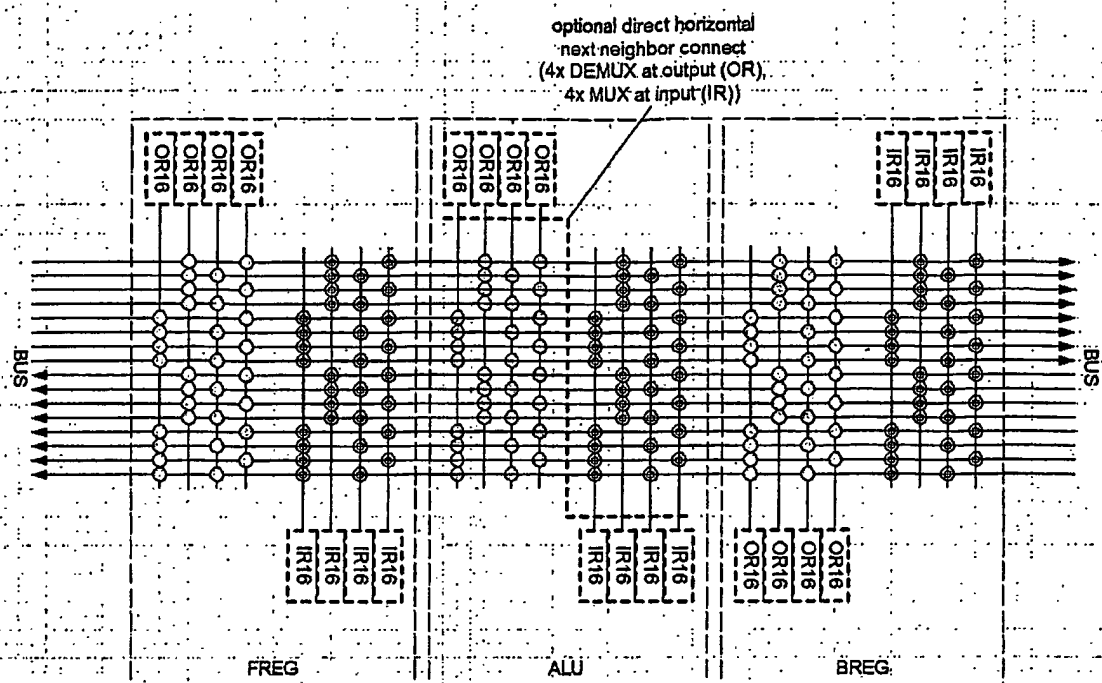 optional direct horizontal
next neighbor connect
(4x DEMUX at output (OR),
4x MUX at input (IR))
OR16
OR16
OR16
OR16
OR16
OR16
OR16
OR16
IR16
IR16
IR16
IR16
BUS
BUS
IR16
IR16
IR16
IR16
IR16
IR16
IR16
IR16
OR16
OR16
OR16
OR16
FREG
ALU
BREG